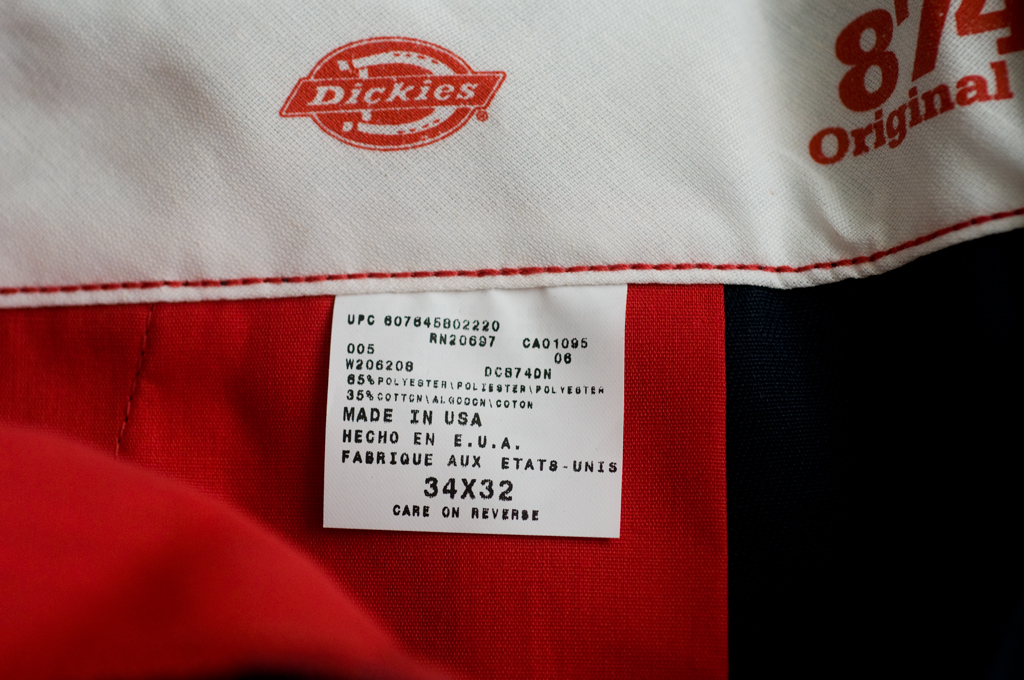 Dickies®
874
Original
UPC 607645802220
RN20697 CA01095
005 06
W206208 DC874DN
65% POLYESTER\POLIESTER\POLYESTER
35% COTTON\ALGODON\COTON
MADE IN USA
HECHO EN E.U.A.
FABRIQUE AUX ETATS-UNIS
34X32
CARE ON REVERSE